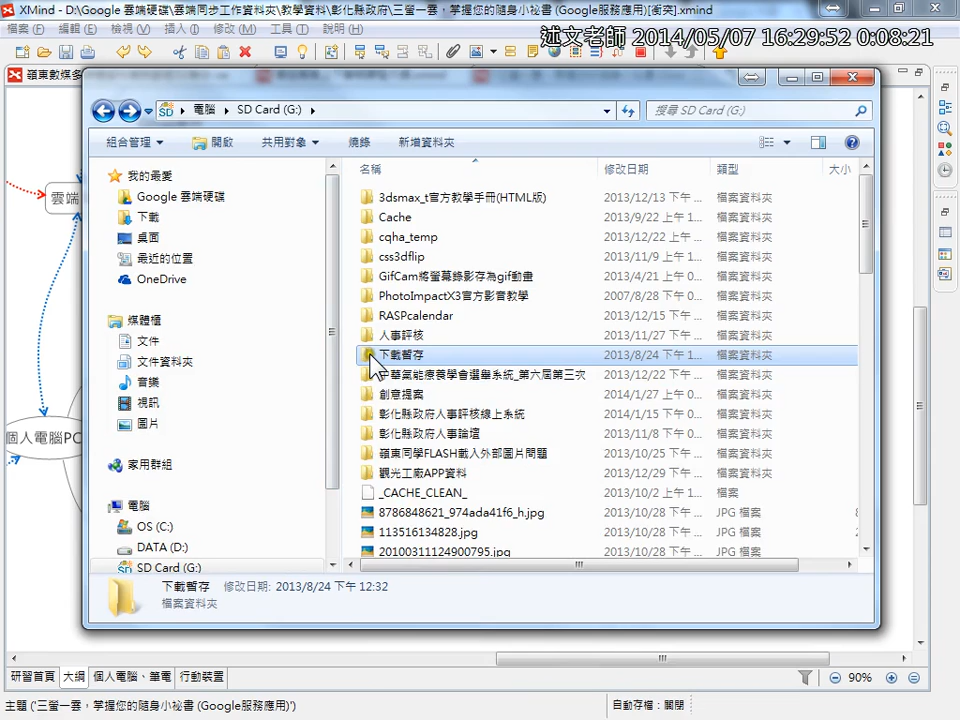 XMind - D:\Google 雲端硬碟\雲端同步工作資料夾\教學資料\彰化縣政府\三螢一雲，掌握您的隨身小祕書 (Google服務應用)[衝突].xmind
檔案(F) 編輯(E) 檢視(V) 插入(I) 修改(M) 工具(T) 說明(H)
述文老師 2014/05/07 16:29:52 0:08:21
嶺東數媒多
電腦 SD Card (G:)
搜尋 SD Card (G:)
組合管理 開啟 共用對象 燒錄 新增資料夾
名稱 修改日期 類型 大小
我的最愛
Google 雲端硬碟
下載
桌面
最近的位置
OneDrive
媒體櫃
文件
文件資料夾
音樂
視訊
圖片
家用群組
電腦
OS (C:)
DATA (D:)
SD Card (G:)
3dsmax_t官方教學手冊(HTML版) 2013/12/13 下午 ... 檔案資料夾
Cache 2013/9/22 上午 1... 檔案資料夾
cqha_temp 2013/12/22 上午 ... 檔案資料夾
css3dflip 2013/12/29 下午 ... 檔案資料夾
GifCam將螢幕錄影存為gif動畫 2013/4/21 上午 0... 檔案資料夾
PhotoImpactX3官方影音教學 2007/8/28 下午 0... 檔案資料夾
RASPcalendar 2013/12/15 下午 ... 檔案資料夾
人事評核 2013/11/27 下午 ... 檔案資料夾
下載暫存 2013/8/24 下午 1... 檔案資料夾
中華氣能療養學會選舉系統_第六屆第三次 2013/12/22 下午 ... 檔案資料夾
創意提案 2014/1/27 上午 0... 檔案資料夾
彰化縣政府人事評核線上系統 2014/1/15 下午 0... 檔案資料夾
彰化縣政府人事論壇 2013/11/8 下午 0... 檔案資料夾
嶺東同學FLASH載入外部圖片問題 2013/10/25 下午 ... 檔案資料夾
觀光工廠APP資料 2013/12/29 下午 ... 檔案資料夾
_CACHE_CLEAN_ 2013/10/2 上午 1... 檔案
8786848621_974ada41f6_h.jpg 2013/10/28 下午 ... JPG 檔案
113516134828.jpg 2013/10/28 下午 ... JPG 檔案
20100311124900795.jpg 2013/10/28 下午 ... JPG 檔案
下載暫存 修改日期: 2013/8/24 下午 12:32
檔案資料夾
雲端
個人電腦PC
研習首頁 大綱 個人電腦、筆電 行動裝置
90%
主題 ('三螢一雲，掌握您的隨身小祕書 (Google服務應用)')
自動存檔：關閉